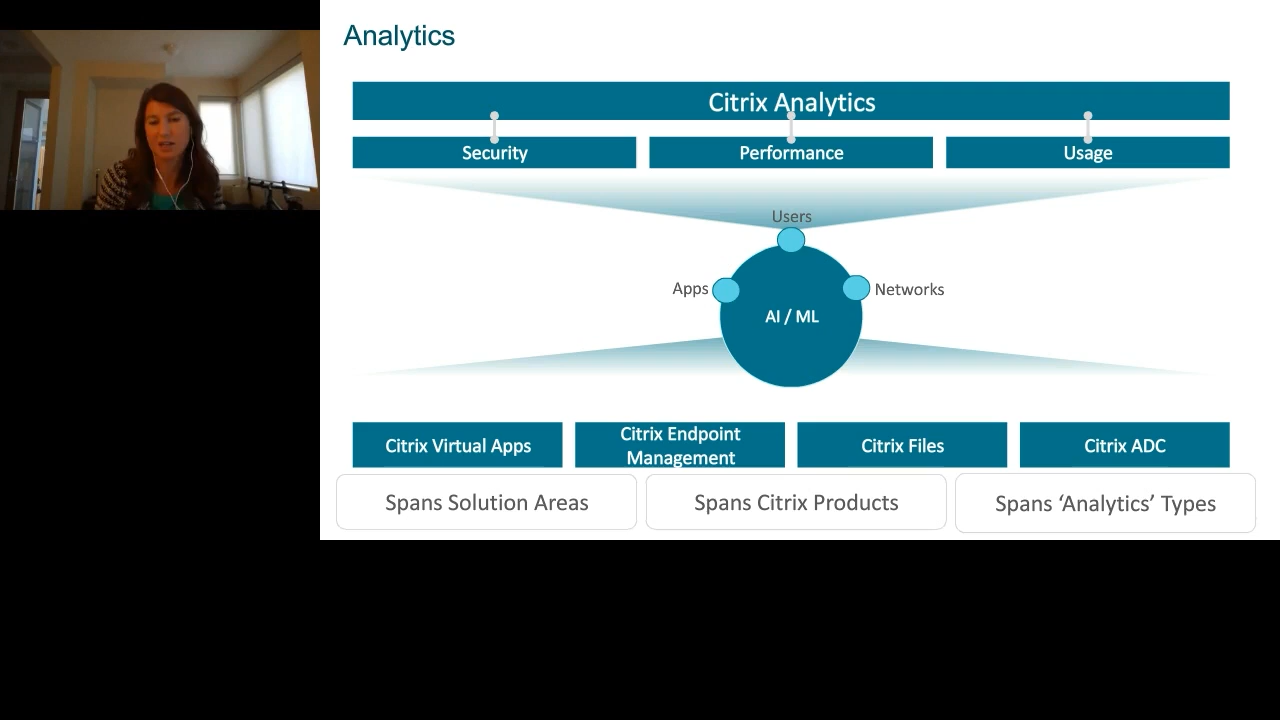 Analytics
Citrix Analytics
Security
Performance
Usage
Users
Apps
Networks
AI / ML
Citrix Virtual Apps
Citrix Endpoint
Management
Citrix Files
Citrix ADC
Spans Solution Areas
Spans Citrix Products
Spans ‘Analytics’ Types